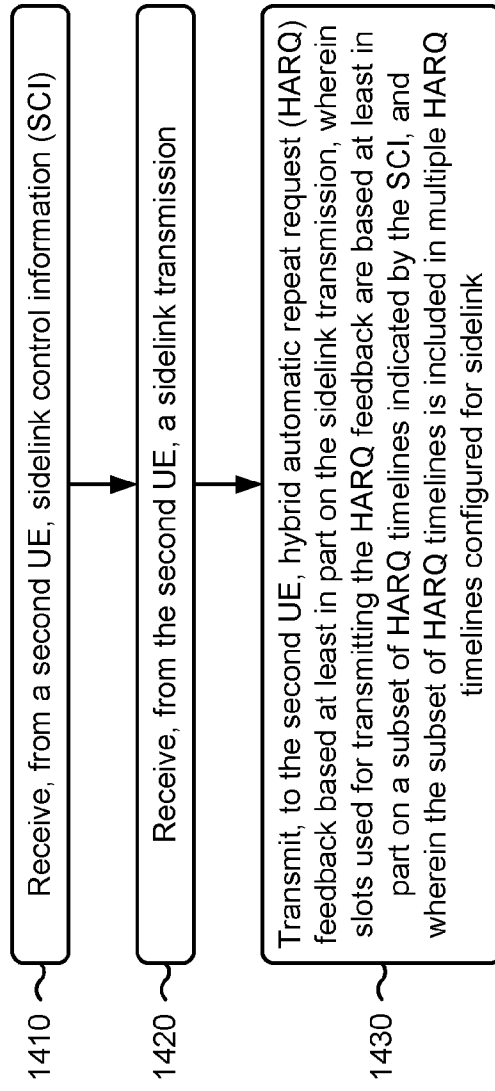 1410
Receive, from a second UE, sidelink control information (SCI)
1420
Receive, from the second UE, a sidelink transmission
1430
Transmit, to the second UE, hybrid automatic repeat request (HARQ)
feedback based at least in part on the sidelink transmission, wherein
slots used for transmitting the HARQ feedback are based at least in
part on a subset of HARQ timelines indicated by the SCI, and
wherein the subset of HARQ timelines is included in multiple HARQ
timelines configured for sidelink